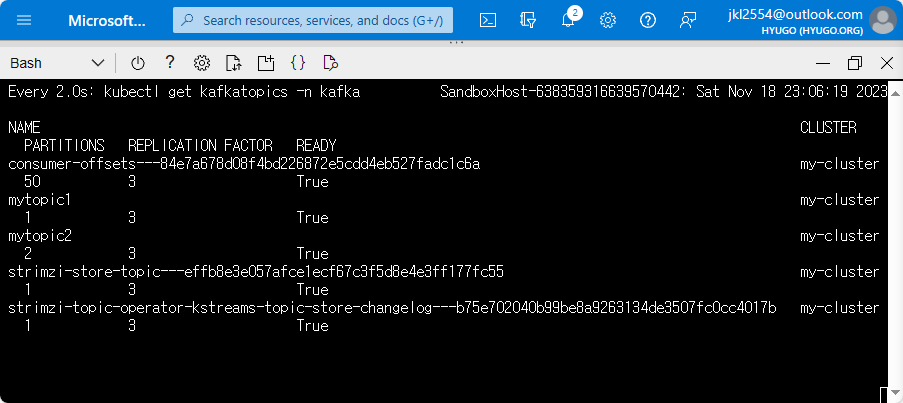 Microsoft...
Search resources, services, and docs (G+/)
2
jkl2554@outlook.com
HYUGO (HYUGO.ORG)
Bash
Every 2.0s: kubectl get kafkatopics -n kafka SandboxHost-638359316639570442: Sat Nov 18 23:06:19 2023
NAME CLUSTER
PARTITIONS REPLICATION FACTOR READY
consumer-offsets---84e7a678d08f4bd226872e5cdd4eb527fadc1c6a my-cluster
50 3 True
mytopic1 my-cluster
1 3 True
mytopic2 my-cluster
2 3 True
strimzi-store-topic---effb8e3e057afce1ecf67c3f5d8e4e3ff177fc55 my-cluster
1 3 True
strimzi-topic-operator-kstreams-topic-store-changelog---b75e702040b99be8a9263134de3507fc0cc4017b my-cluster
1 3 True